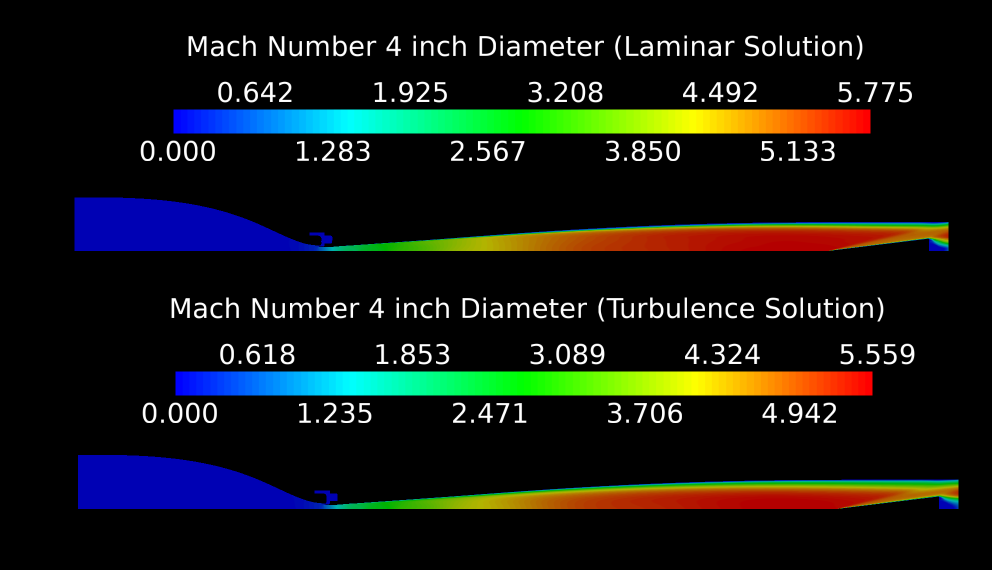 Mach Number 4 inch Diameter (Laminar Solution)
0.642 1.925 3.208 4.492 5.775
0.000 1.283 2.567 3.850 5.133
Mach Number 4 inch Diameter (Turbulence Solution)
0.618 1.853 3.089 4.324 5.559
0.000 1.235 2.471 3.706 4.942